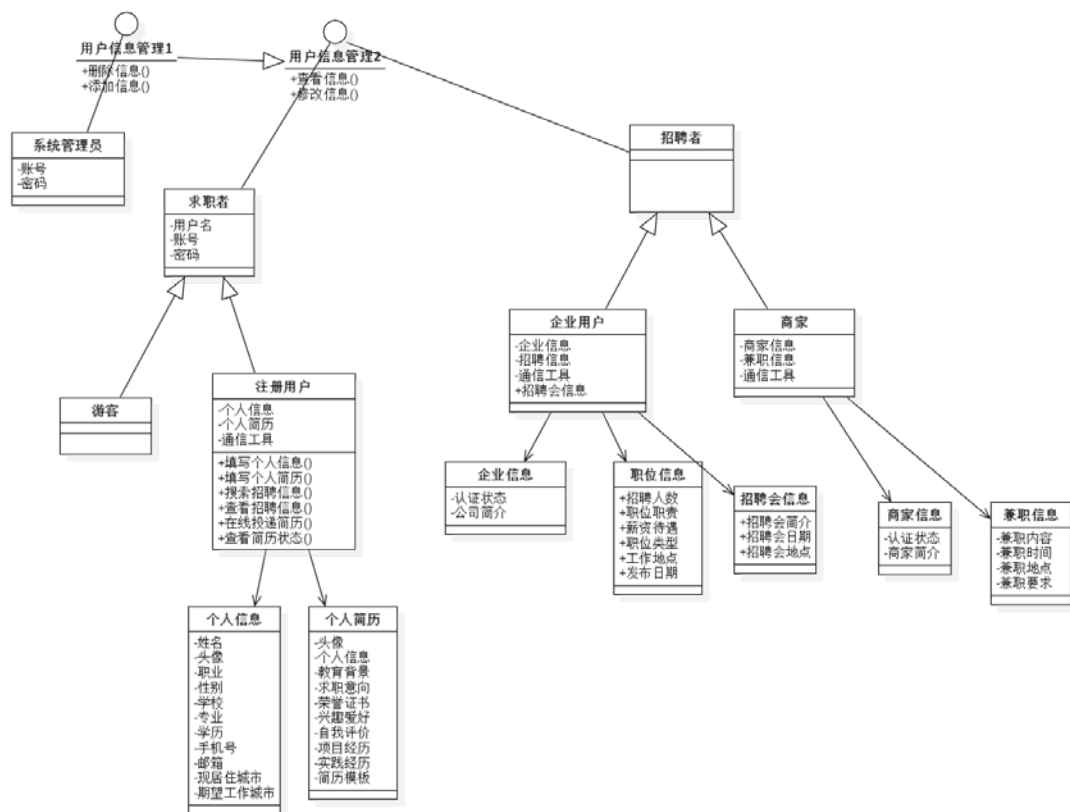 用户信息管理1
+删除信息()
+添加信息()
用户信息管理2
+查看信息()
+修改信息()
系统管理员
-账号
-密码
求职者
-用户名
-账号
-密码
招聘者
游客
注册用户
-个人信息
-个人简历
-通信工具
+填写个人信息()
+填写个人简历()
+搜索招聘信息()
+查看招聘信息()
+在线投递简历()
+查看简历状态()
企业用户
-企业信息
-招聘信息
-通信工具
+招聘会信息
商家
-商家信息
-兼职信息
-通信工具
企业信息
-认证状态
-公司简介
职位信息
+招聘人数
+职位职责
+薪资待遇
+职位类型
+工作地点
+发布日期
招聘会信息
+招聘会简介
+招聘会日期
+招聘会地点
商家信息
-认证状态
-商家简介
兼职信息
-兼职内容
-兼职时间
-兼职地点
-兼职要求
个人信息
-姓名
-头像
-职业
-性别
-学校
-专业
-学历
-手机号
-邮箱
-现居住城市
-期望工作城市
个人简历
-头像
-个人信息
-教育背景
-求职意向
-荣誉证书
-兴趣爱好
-自我评价
-项目经历
-实践经历
-简历模板